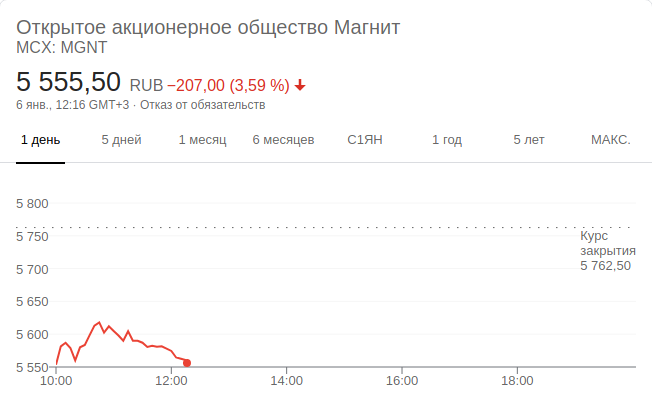 Открытое акционерное общество Магнит
MCX: MGNT
5 555,50 RUB −207,00 (3,59 %)
6 янв., 12:16 GMT+3 · Отказ от обязательств
1 день 5 дней 1 месяц 6 месяцев С1ЯН 1 год 5 лет МАКС.
5 800
5 750
Курс
закрытия
5 762,50
5 700
5 650
5 600
5 550
10:00 12:00 14:00 16:00 18:00